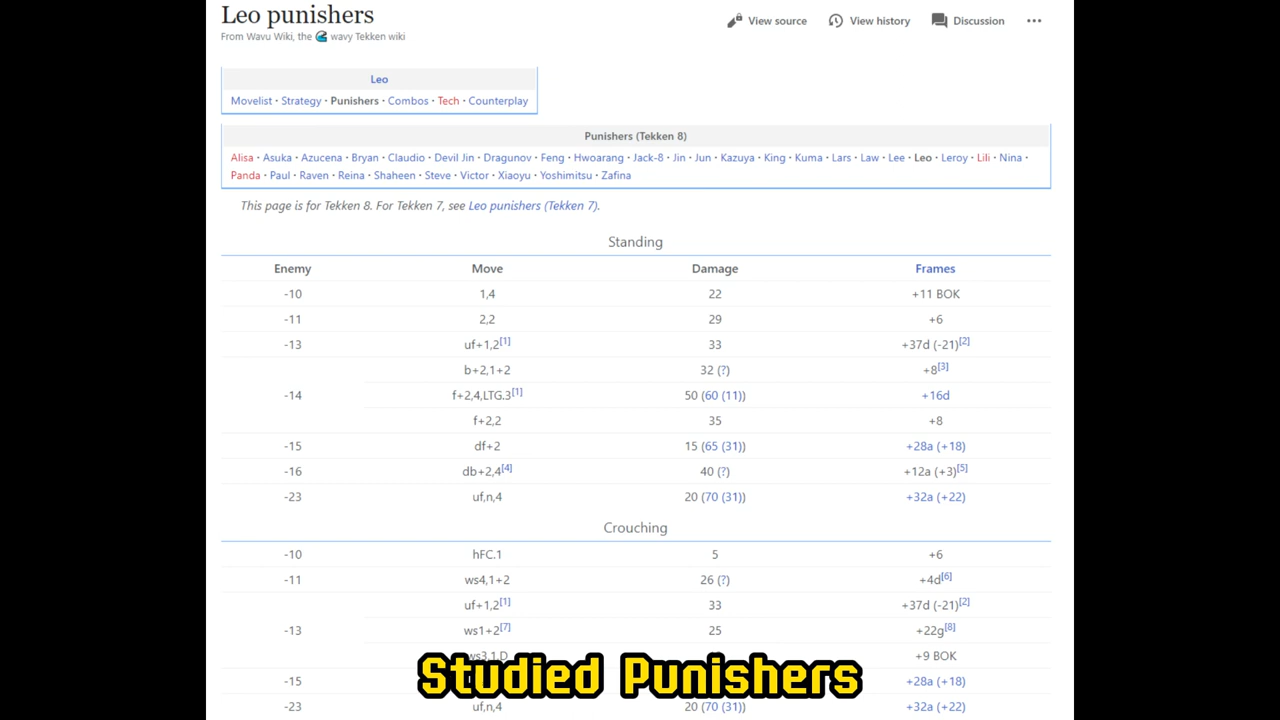 Leo punishers
View source
View history
Discussion
From Wavu Wiki, the wavy Tekken wiki
Leo
Movelist · Strategy · Punishers · Combos · Tech · Counterplay
Punishers (Tekken 8)
Alisa · Asuka · Azucena · Bryan · Claudio · Devil Jin · Dragunov · Feng · Hwoarang · Jack-8 · Jin · Jun · Kazuya · King · Kuma · Lars · Law · Lee · Leo · Leroy · Lili · Nina ·
Panda · Paul · Raven · Reina · Shaheen · Steve · Victor · Xiaoyu · Yoshimitsu · Zafina
This page is for Tekken 8. For Tekken 7, see Leo punishers (Tekken 7).
Standing
Enemy Move Damage Frames
-10 1,4 22 +11 BOK
-11 2,2 29 +6
-13 uf+1,2[1] 33 +37d (-21)[2]
b+2,1+2 32 (?) +8[3]
-14 f+2,4,LTG.3[1] 50 (60 (11)) +16d
f+2,2 35 +8
-15 df+2 15 (65 (31)) +28a (+18)
-16 db+2,4[4] 40 (?) +12a (+3)[5]
-23 uf,n,4 20 (70 (31)) +32a (+22)
Crouching
-10 hFC.1 5 +6
-11 ws4,1+2 26 (?) +4d[6]
uf+1,2[1] 33 +37d (-21)[2]
-13 ws1+2[7] 25 +22g[8]
ws3,1,D +9 BOK
-15 +28a (+18)
-23 uf,n,4 20 (70 (31)) +32a (+22)
Studied Punishers